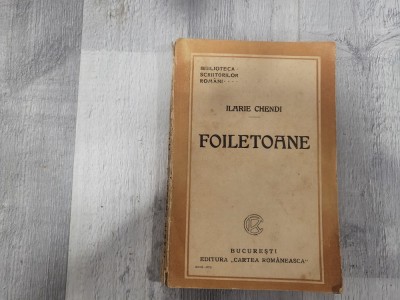 BIBLIOTECA
SCRIITORILOR
ROMÂNI
ILARIE CHENDI
FOILETOANE
BUCUREȘTI
EDITURA „CARTEA ROMÂNEASCĂ"